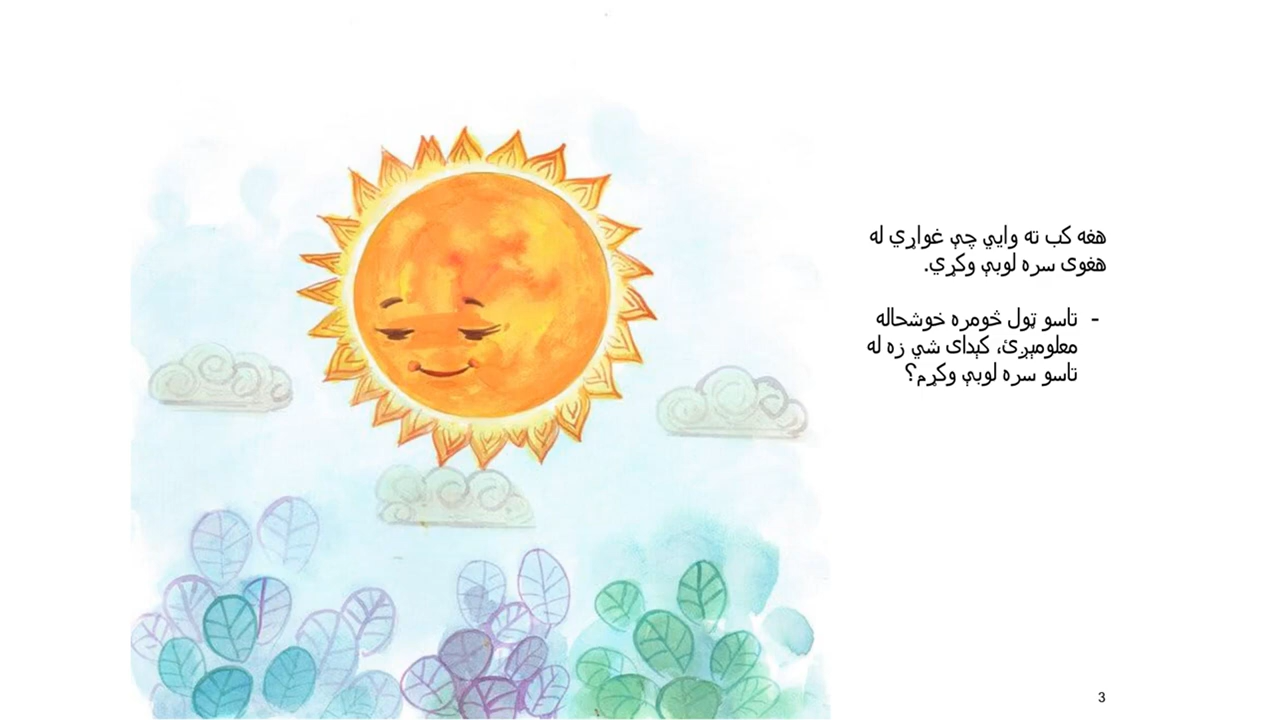 هغه کب ته وايي چې غواړي له
هغوی سره لوبې وکړي.
- تاسو ټول څومره خوشحاله
معلومېږئ، کېدای شي زه له
تاسو سره لوبې وکړم؟
3